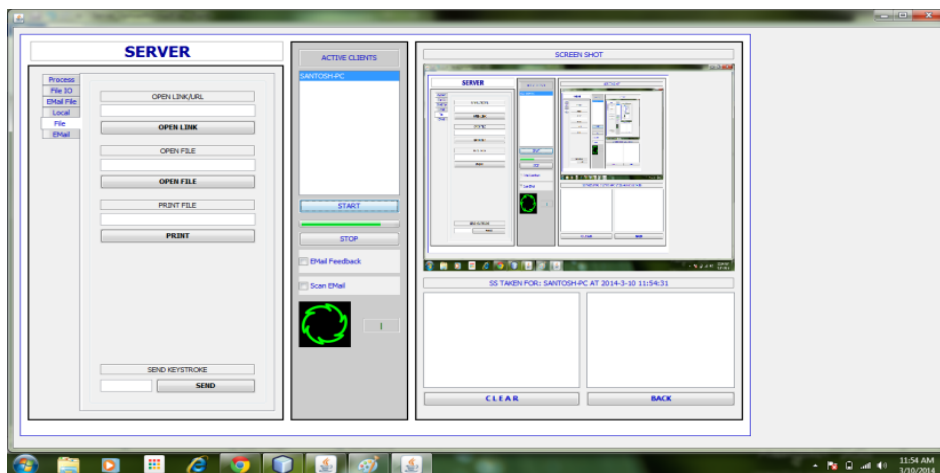 SERVER
Process
File IO
EMail File
Local
File
EMail
OPEN LINK/URL
OPEN LINK
OPEN FILE
OPEN FILE
PRINT FILE
PRINT
SEND KEYSTROKE
SEND
ACTIVE CLIENTS
SANTOSH-PC
START
STOP
EMail Feedback
Scan EMail
SCREEN SHOT
SERVER
SS TAKEN FOR: SANTOSH-PC AT 2014-3-10 11:54:31
CLEAR
BACK
11:54 AM
3/10/2014